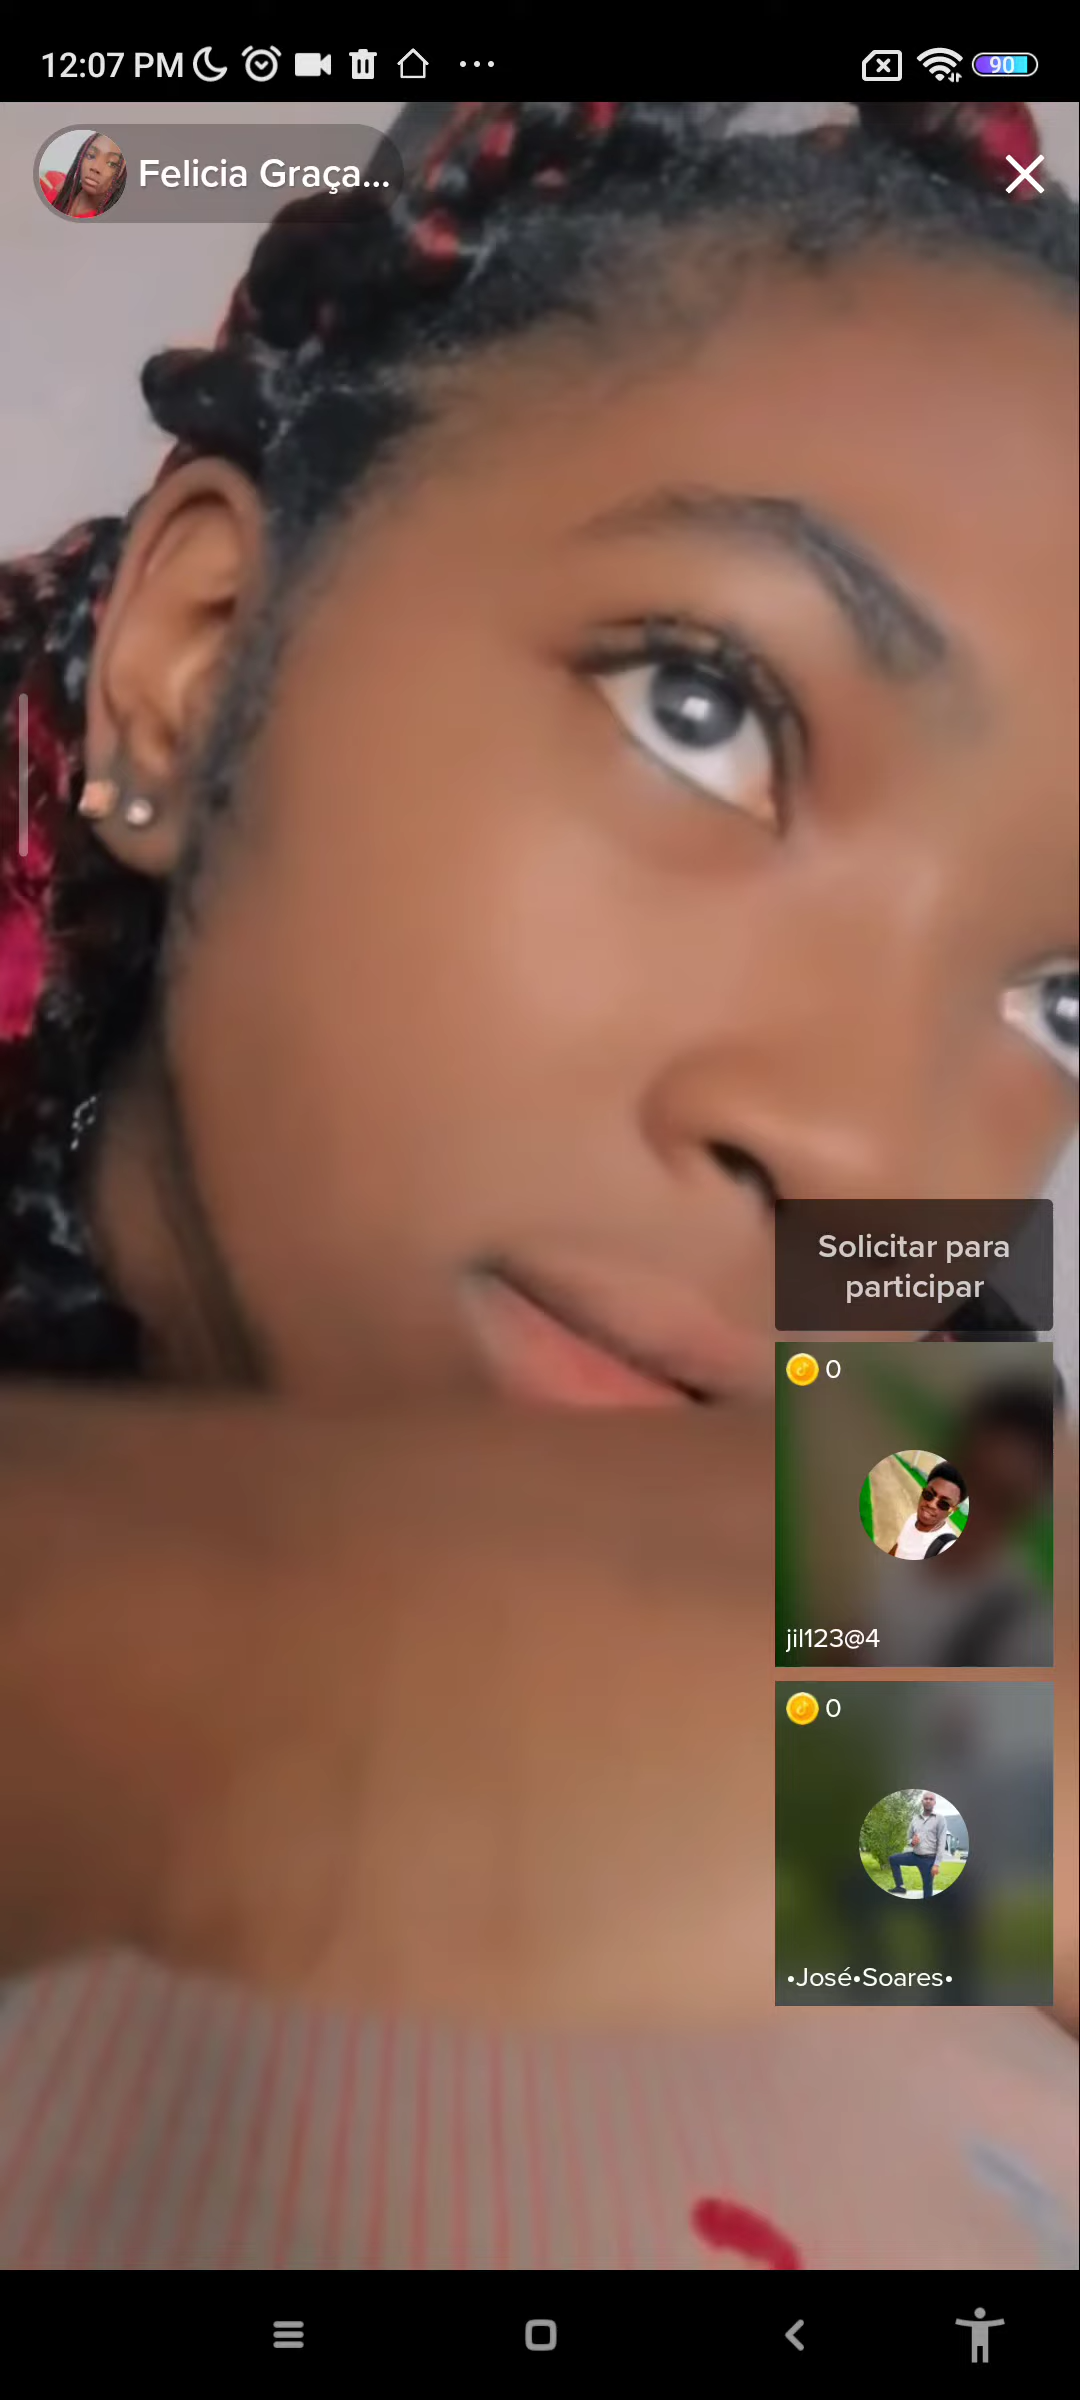 12:07 PM
90
Felicia Graça...
Solicitar para
participar
0
jil123@4
0
•José•Soares•